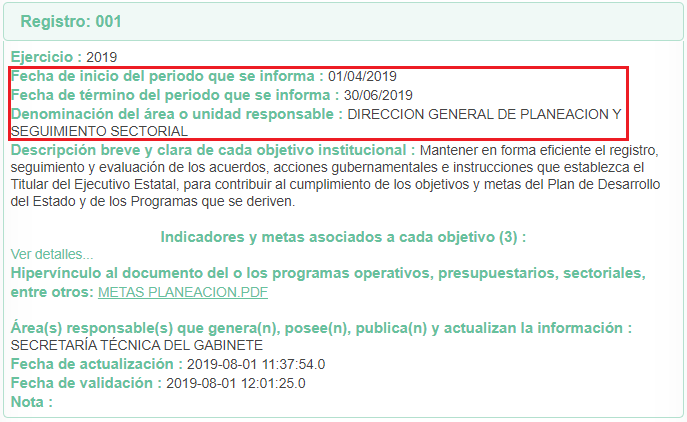 Registro: 001
Ejercicio : 2019
Fecha de inicio del periodo que se informa : 01/04/2019
Fecha de término del periodo que se informa : 30/06/2019
Denominación del área o unidad responsable : DIRECCION GENERAL DE PLANEACION Y
SEGUIMIENTO SECTORIAL
Descripción breve y clara de cada objetivo institucional : Mantener en forma eficiente el registro,
seguimiento y evaluación de los acuerdos, acciones gubernamentales e instrucciones que establezca el
Titular del Ejecutivo Estatal, para contribuir al cumplimiento de los objetivos y metas del Plan de Desarrollo
del Estado y de los Programas que se deriven.
Indicadores y metas asociados a cada objetivo (3) :
Ver detalles...
Hipervínculo al documento del o los programas operativos, presupuestarios, sectoriales,
entre otros: METAS PLANEACION.PDF
Área(s) responsable(s) que genera(n), posee(n), publica(n) y actualizan la información :
SECRETARÍA TÉCNICA DEL GABINETE
Fecha de actualización : 2019-08-01 11:37:54.0
Fecha de validación : 2019-08-01 12:01:25.0
Nota :